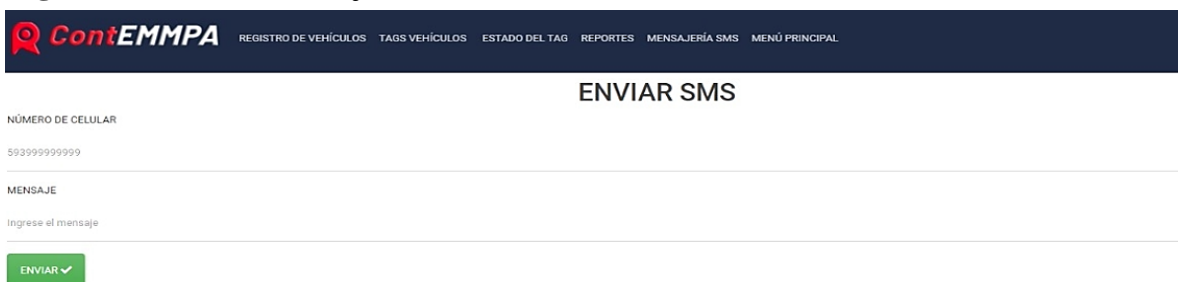 ContEMMPA REGISTRO DE VEHÍCULOS TAGS VEHÍCULOS ESTADO DEL TAG REPORTES MENSAJERÍA SMS MENÚ PRINCIPAL
ENVIAR SMS
NÚMERO DE CELULAR
593999999999
MENSAJE
Ingrese el mensaje
ENVIAR